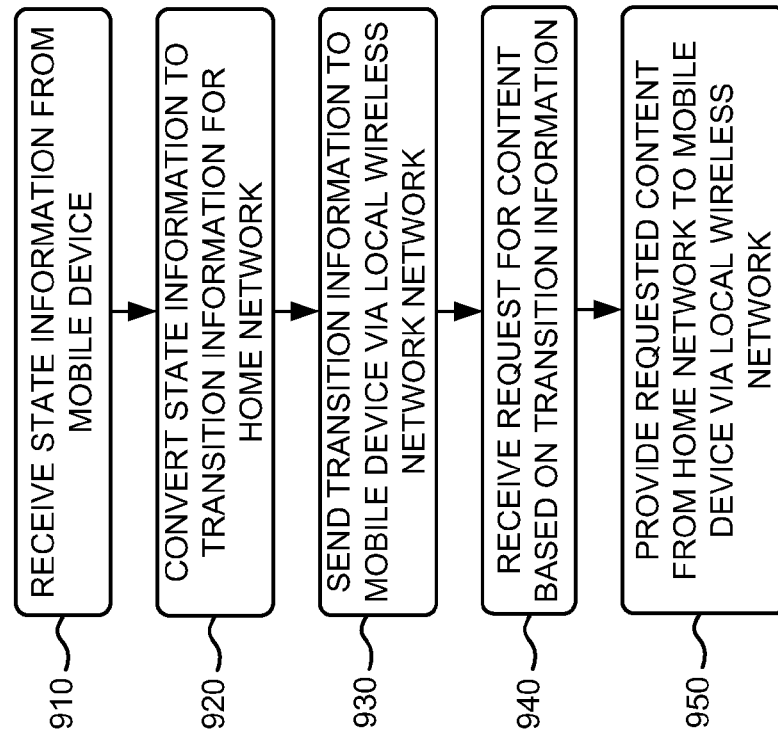 910
RECEIVE STATE INFORMATION FROM
MOBILE DEVICE
920
CONVERT STATE INFORMATION TO
TRANSITION INFORMATION FOR
HOME NETWORK
930
SEND TRANSITION INFORMATION TO
MOBILE DEVICE VIA LOCAL WIRELESS
NETWORK NETWORK
940
RECEIVE REQUEST FOR CONTENT
BASED ON TRANSITION INFORMATION
950
PROVIDE REQUESTED CONTENT
FROM HOME NETWORK TO MOBILE
DEVICE VIA LOCAL WIRELESS
NETWORK